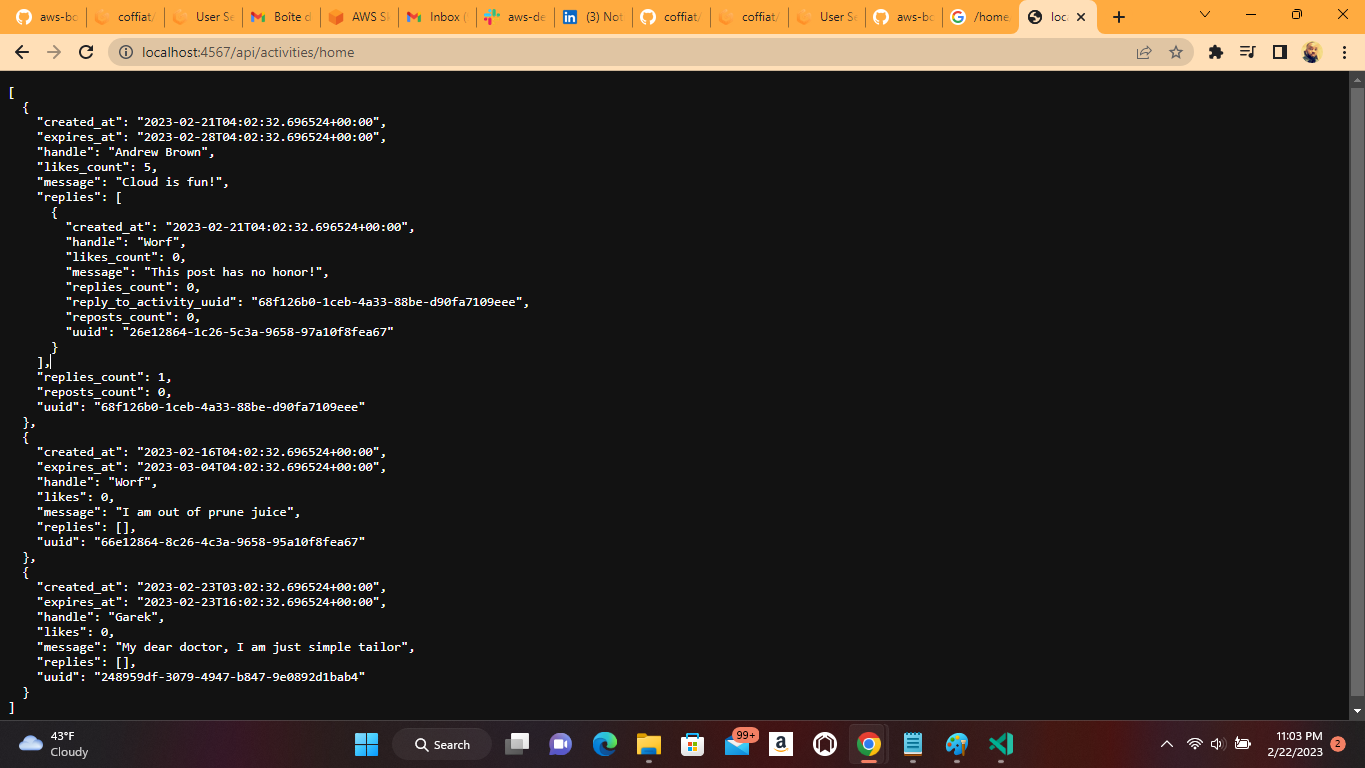 aws-bo
coffiat/
User Se
Boîte d
AWS Sk
Inbox (
aws-de
(3) Not
coffiat/
coffiat/
User Se
aws-bo
/home,
loc
localhost:4567/api/activities/home
[
  {
    "created_at": "2023-02-21T04:02:32.696524+00:00",
    "expires_at": "2023-02-28T04:02:32.696524+00:00",
    "handle": "Andrew Brown",
    "likes_count": 5,
    "message": "Cloud is fun!",
    "replies": [
      {
        "created_at": "2023-02-21T04:02:32.696524+00:00",
        "handle": "Worf",
        "likes_count": 0,
        "message": "This post has no honor!",
        "replies_count": 0,
        "reply_to_activity_uuid": "68f126b0-1ceb-4a33-88be-d90fa7109eee",
        "reposts_count": 0,
        "uuid": "26e12864-1c26-5c3a-9658-97a10f8fea67"
      }
    ],
    "replies_count": 1,
    "reposts_count": 0,
    "uuid": "68f126b0-1ceb-4a33-88be-d90fa7109eee"
  },
  {
    "created_at": "2023-02-16T04:02:32.696524+00:00",
    "expires_at": "2023-03-04T04:02:32.696524+00:00",
    "handle": "Worf",
    "likes": 0,
    "message": "I am out of prune juice",
    "replies": [],
    "uuid": "66e12864-8c26-4c3a-9658-95a10f8fea67"
  },
  {
    "created_at": "2023-02-23T03:02:32.696524+00:00",
    "expires_at": "2023-02-23T16:02:32.696524+00:00",
    "handle": "Garek",
    "likes": 0,
    "message": "My dear doctor, I am just simple tailor",
    "replies": [],
    "uuid": "248959df-3079-4947-b847-9e0892d1bab4"
  }
]
43°F
Cloudy
Search
99+
11:03 PM
2/22/2023
2